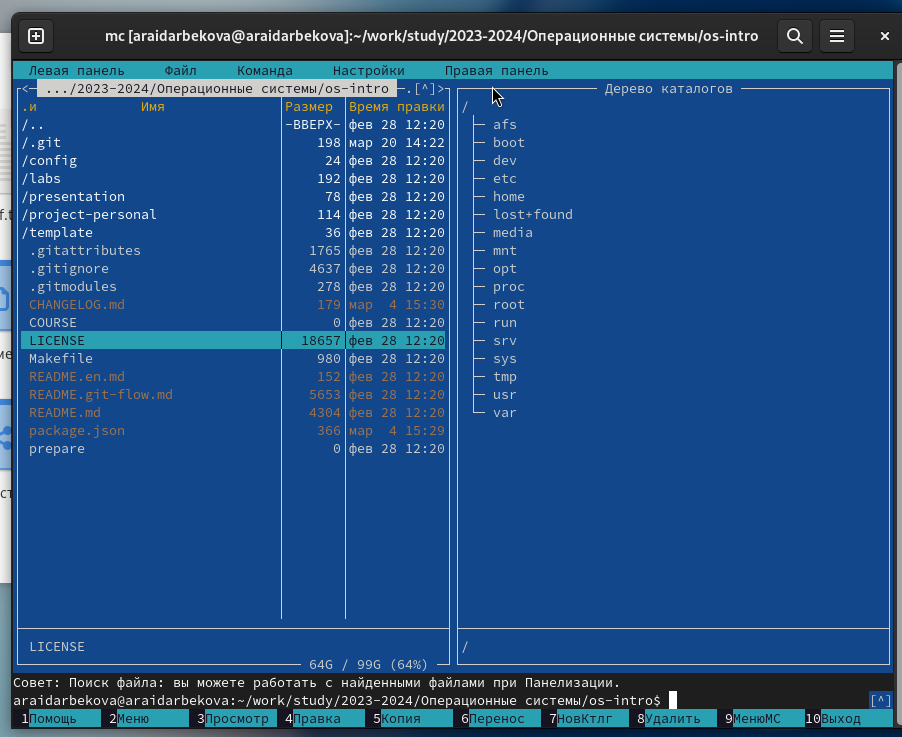 mc [araidarbekova@araidarbekova]:~/work/study/2023-2024/Операционные системы/os-intro
Левая панель Файл Команда Настройки Правая панель
<─ .../2023-2024/Операционные системы/os-intro ─.[^]>
.и Имя Размер Время правки
/.. -ВВЕРХ- фев 28 12:20
/.git 198 мар 20 14:22
/config 24 фев 28 12:20
/labs 192 фев 28 12:20
/presentation 78 фев 28 12:20
/project-personal 114 фев 28 12:20
/template 36 фев 28 12:20
.gitattributes 1765 фев 28 12:20
.gitignore 4637 фев 28 12:20
.gitmodules 278 фев 28 12:20
CHANGELOG.md 179 мар 4 15:30
COURSE 0 фев 28 12:20
LICENSE 18657 фев 28 12:20
Makefile 980 фев 28 12:20
README.en.md 152 фев 28 12:20
README.git-flow.md 5653 фев 28 12:20
README.md 4304 фев 28 12:20
package.json 366 мар 4 15:29
prepare 0 фев 28 12:20
LICENSE
64G / 99G (64%)
Дерево каталогов
/
afs
boot
dev
etc
home
lost+found
media
mnt
opt
proc
root
run
srv
sys
tmp
usr
var
/
Совет: Поиск файла: вы можете работать с найденными файлами при Панелизации.
araidarbekova@araidarbekova:~/work/study/2023-2024/Операционные системы/os-intro$ [^]
1Помощь 2Меню 3Просмотр 4Правка 5Копия 6Перенос 7НовКтлг 8Удалить 9МенюМС 10Выход